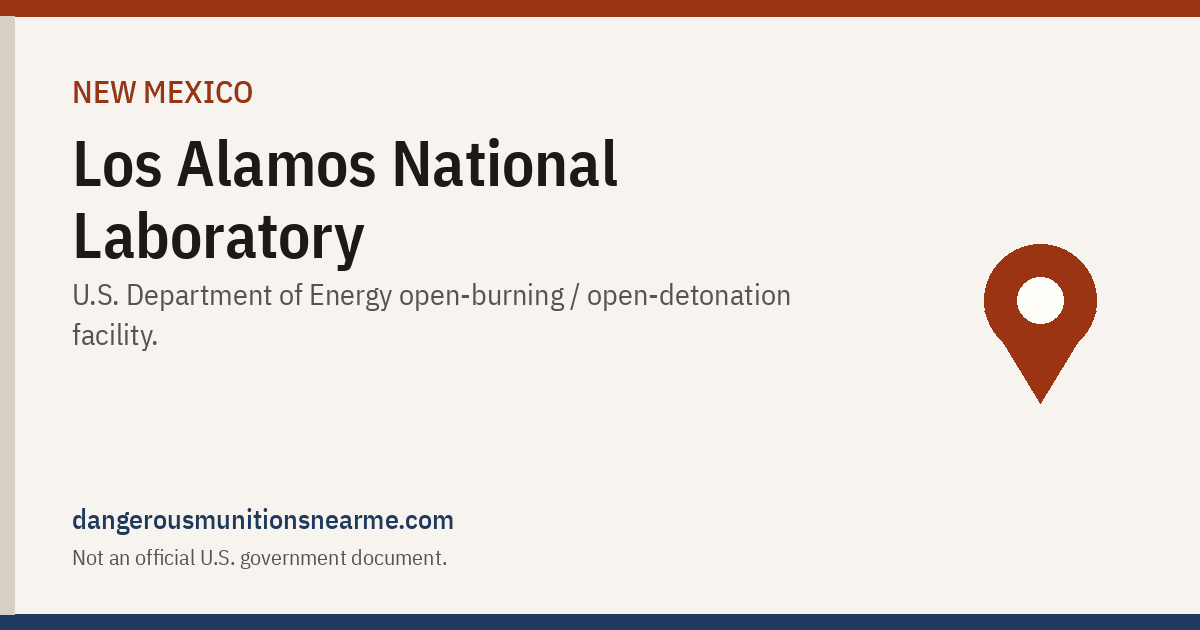 NEW MEXICO
Los Alamos National
Laboratory
U.S. Department of Energy open-burning / open-detonation
facility.
dangerousmunitionsnearme.com
Not an official U.S. government document.